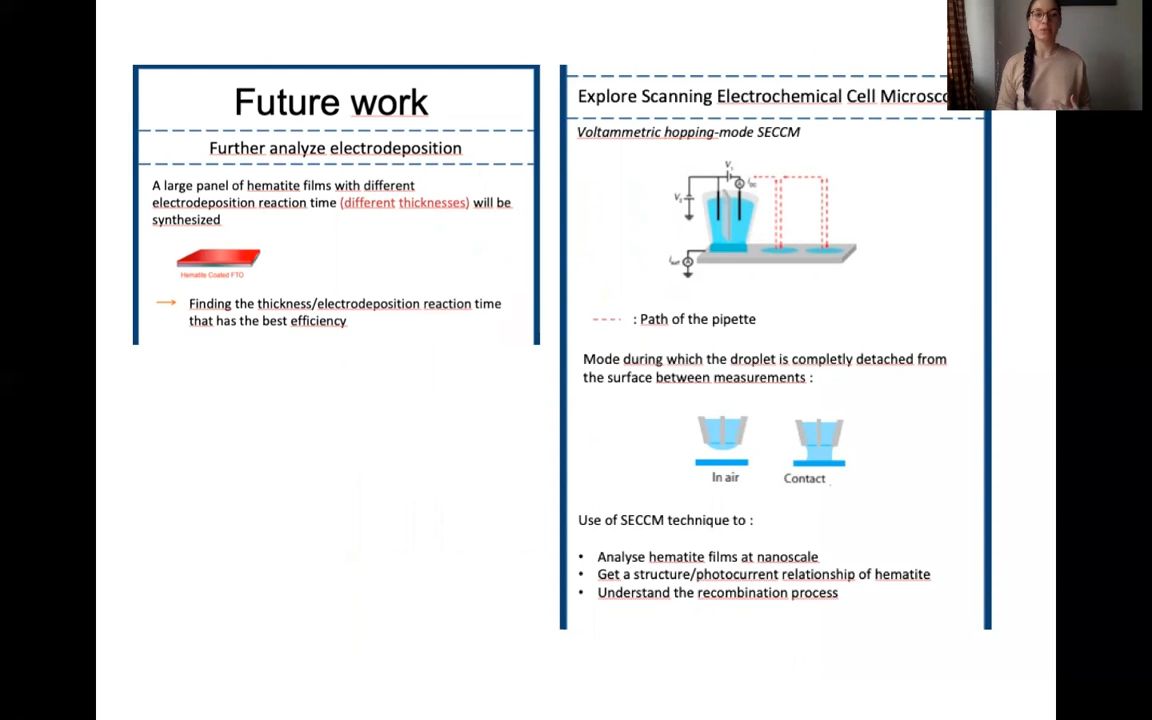 Future work
Further analyze electrodeposition
A large panel of hematite films with different
electrodeposition reaction time (different thicknesses) will be
synthesized
Hematite Coated FTO
→ Finding the thickness/electrodeposition reaction time
that has the best efficiency
Explore Scanning Electrochemical Cell Microsco
Voltammetric hopping-mode SECCM
: Path of the pipette
Mode during which the droplet is completly detached from
the surface between measurements :
In air
Contact
Use of SECCM technique to :
• Analyse hematite films at nanoscale
• Get a structure/photocurrent relationship of hematite
• Understand the recombination process